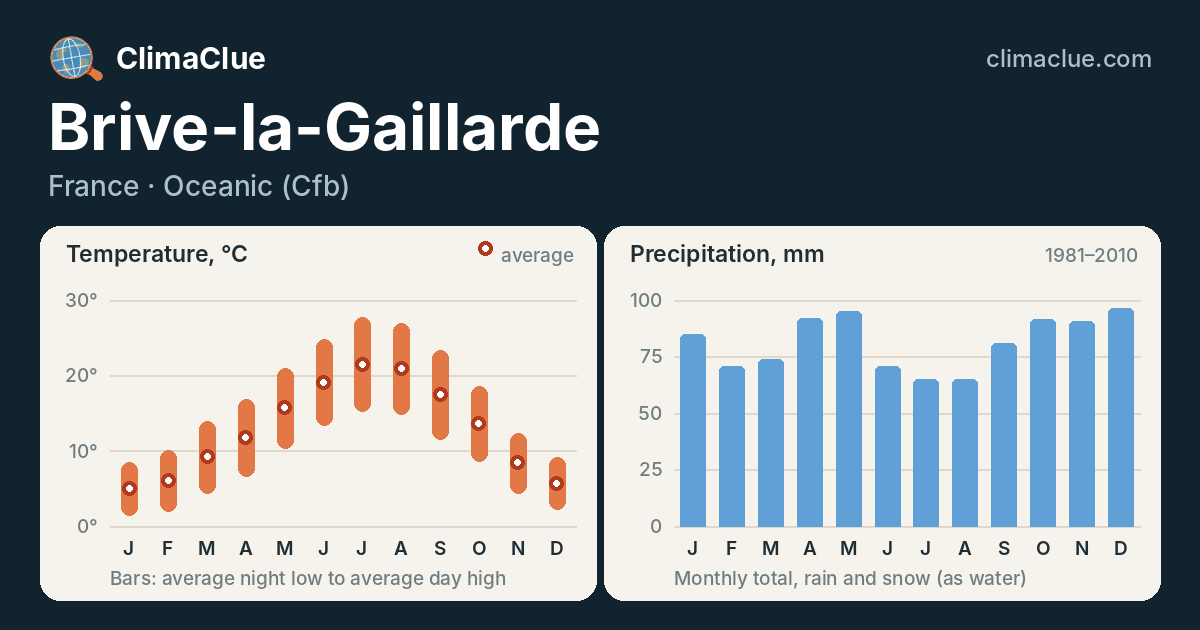 ClimaClue
climaclue.com
Brive-la-Gaillarde
France · Oceanic (Cfb)
Temperature, °C
average
30°
20°
10°
0°
J F M A M J J A S O N D
Bars: average night low to average day high
Precipitation, mm
1981–2010
100
75
50
25
0
J F M A M J J A S O N D
Monthly total, rain and snow (as water)